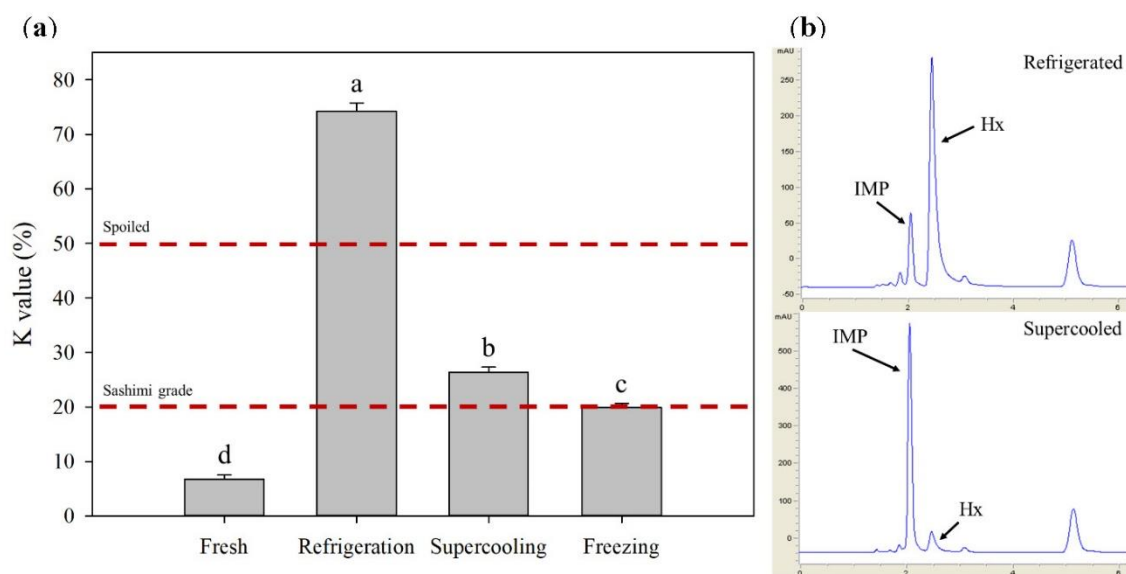 (a)
80
70
60
50
40
30
20
10
0
K value (%)
Spoiled
Sashimi grade
d
a
b
c
Fresh Refrigeration Supercooling Freezing
(b)
mAU
250
200
150
100
50
0
-50
Refrigerated
IMP
Hx
0 2 4 6
mAU
500
400
300
200
100
0
Supercooled
IMP
Hx
0 2 4 6